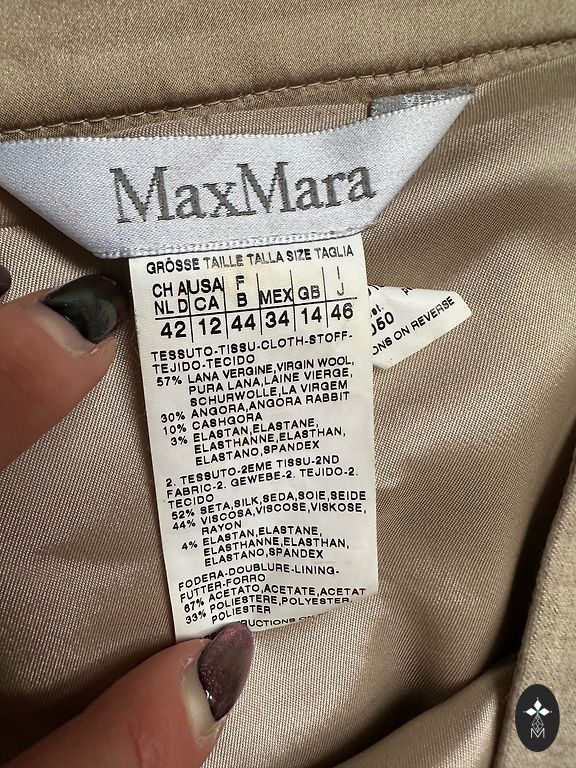 MaxMara
GRÖSSE TAILLE TALLA SIZE TAGLIA
CH A USA F I
NL D CA B MEX GB J
42 12 44 34 14 46
TESSUTO-TISSU-CLOTH-STOFF-
TEJIDO-TECIDO
57% LANA VERGINE,VIRGIN WOOL,
PURA LANA,LAINE VIERGE,
SCHURWOLLE,LA VIRGEM
30% ANGORA,ANGORA RABBIT
10% CASHGORA
3% ELASTAN,ELASTANE,
ELASTHANNE,ELASTHAN,
ELASTANO,SPANDEX
2. TESSUTO-2EME TISSU-2ND
FABRIC-2. GEWEBE-2. TEJIDO-2.
TECIDO
52% SETA,SILK,SEDA,SOIE,SEIDE
44% VISCOSA,VISCOSE,VISKOSE,
RAYON
4% ELASTAN,ELASTANE,
ELASTHANNE,ELASTHAN,
ELASTANO,SPANDEX
FODERA-DOUBLURE-LINING-
FUTTER-FORRO
67% ACETATO,ACETATE,ACETAT
33% POLIESTERE,POLYESTER,
POLIESTER
ON REVERSE
M